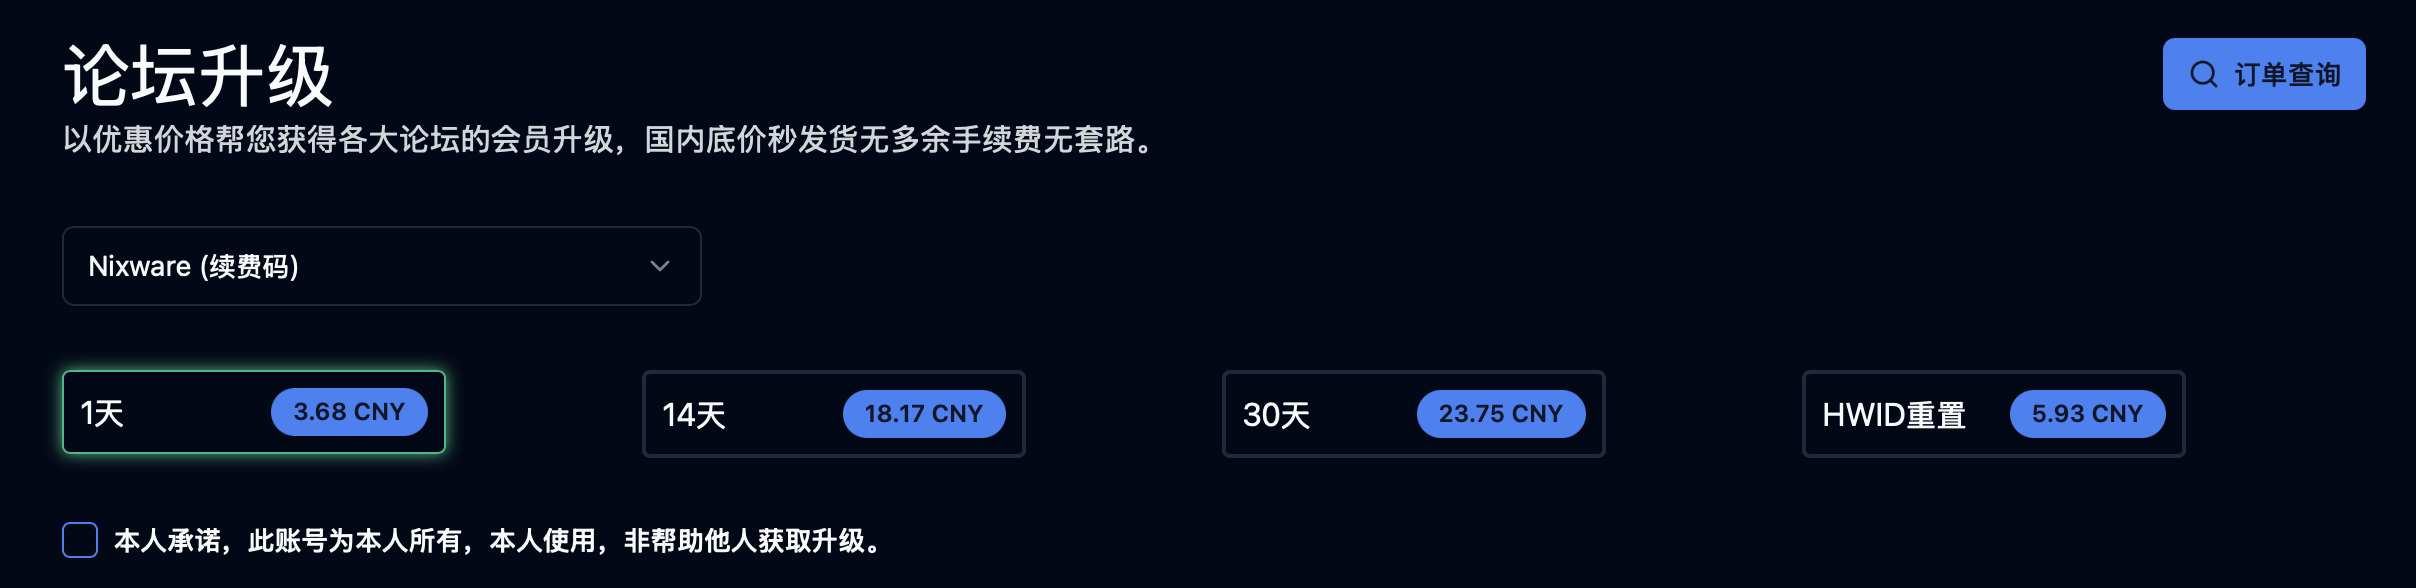 论坛升级
订单查询
以优惠价格帮您获得各大论坛的会员升级，国内底价秒发货无多余手续费无套路。
Nixware (续费码)
1天 3.68 CNY
14天 18.17 CNY
30天 23.75 CNY
HWID重置 5.93 CNY
本人承诺，此账号为本人所有，本人使用，非帮助他人获取升级。